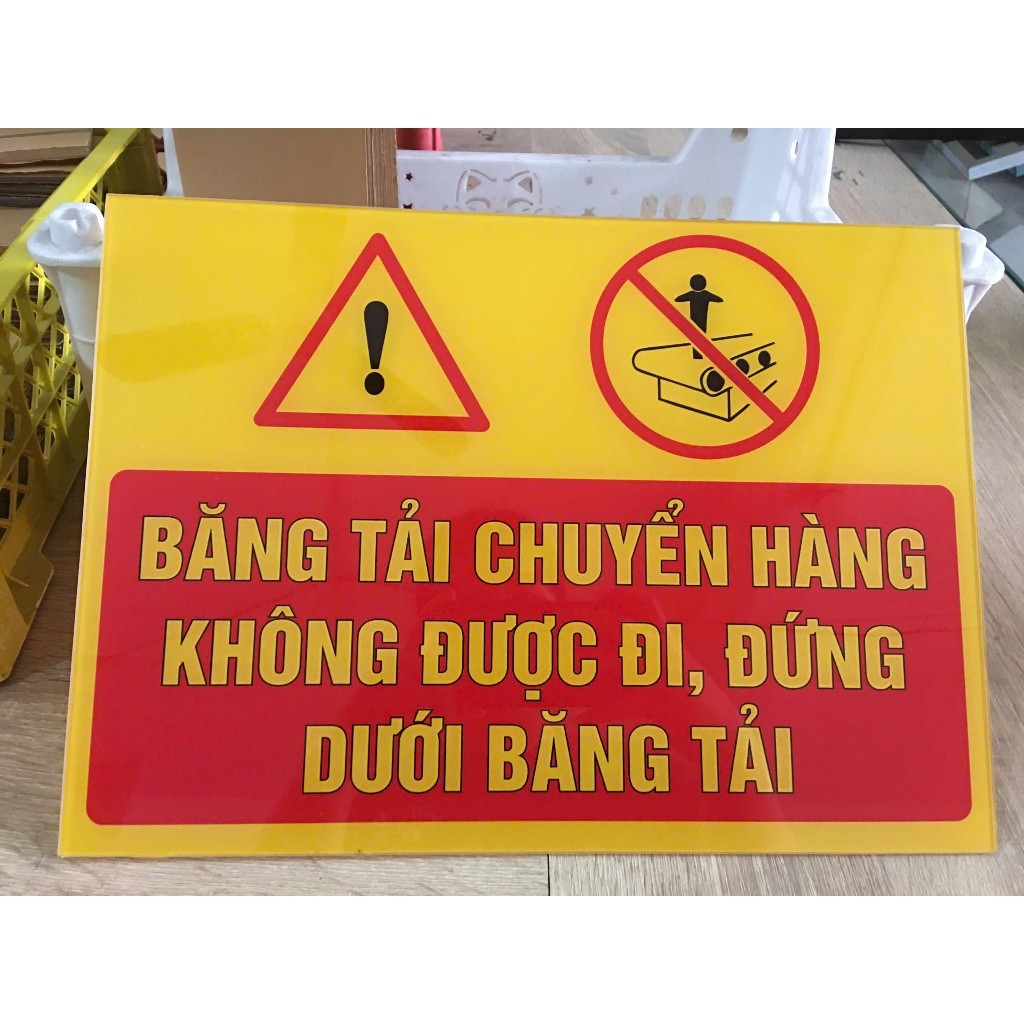 BĂNG TẢI CHUYỂN HÀNG
KHÔNG ĐƯỢC ĐI, ĐỨNG
DƯỚI BĂNG TẢI